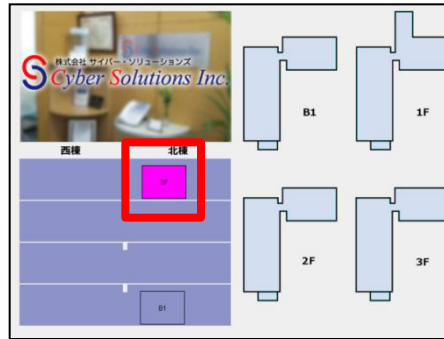 株式会社 サイバー・ソリューションズ
Cyber Solutions Inc.
西棟 北棟
3F
B1
B1 1F
2F 3F